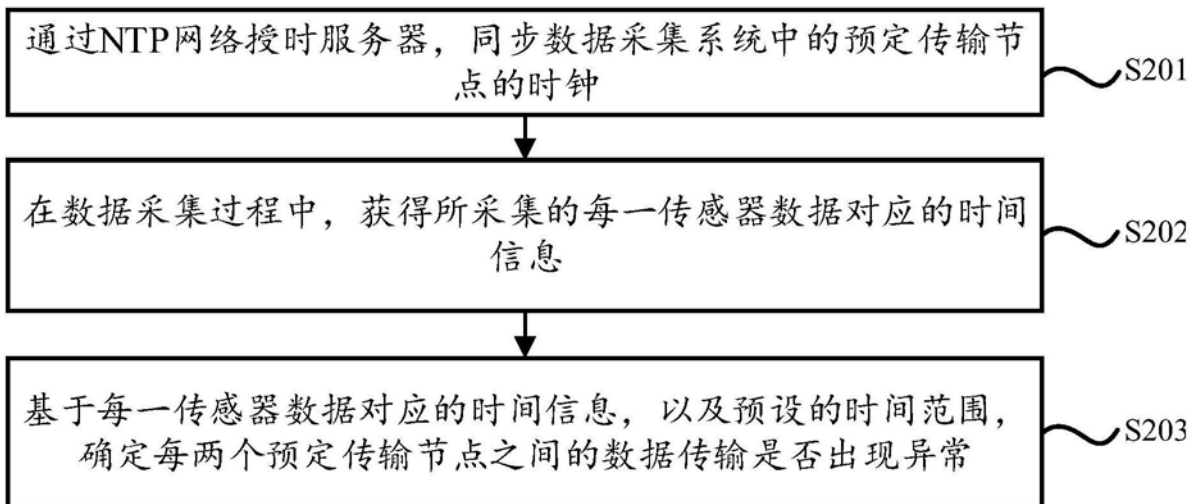 通过NTP网络授时服务器，同步数据采集系统中的预定传输节
点的时钟
S201
在数据采集过程中，获得所采集的每一传感器数据对应的时间
信息
S202
基于每一传感器数据对应的时间信息，以及预设的时间范围，
确定每两个预定传输节点之间的数据传输是否出现异常
S203